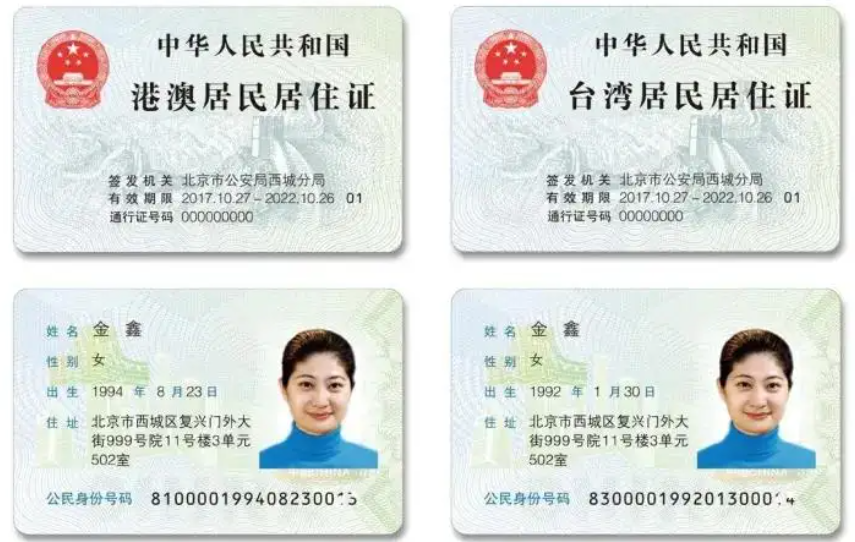 中华人民共和国
港澳居民居住证
签发机关 北京市公安局西城分局
有效期限 2017.10.27-2022.10.26 01
通行证号码 000000000
中华人民共和国
台湾居民居住证
签发机关 北京市公安局西城分局
有效期限 2017.10.27-2022.10.26 01
通行证号码 00000000
姓名 金鑫
性别 女
出生 1994 年 8 月 23 日
住址 北京市西城区复兴门外大
街999号院11号楼3单元
502室
公民身份号码
姓名 金鑫
性别 女
出生 1992 年 1 月 30 日
住址 北京市西城区复兴门外大
街999号院11号楼3单元
502室
公民身份号码